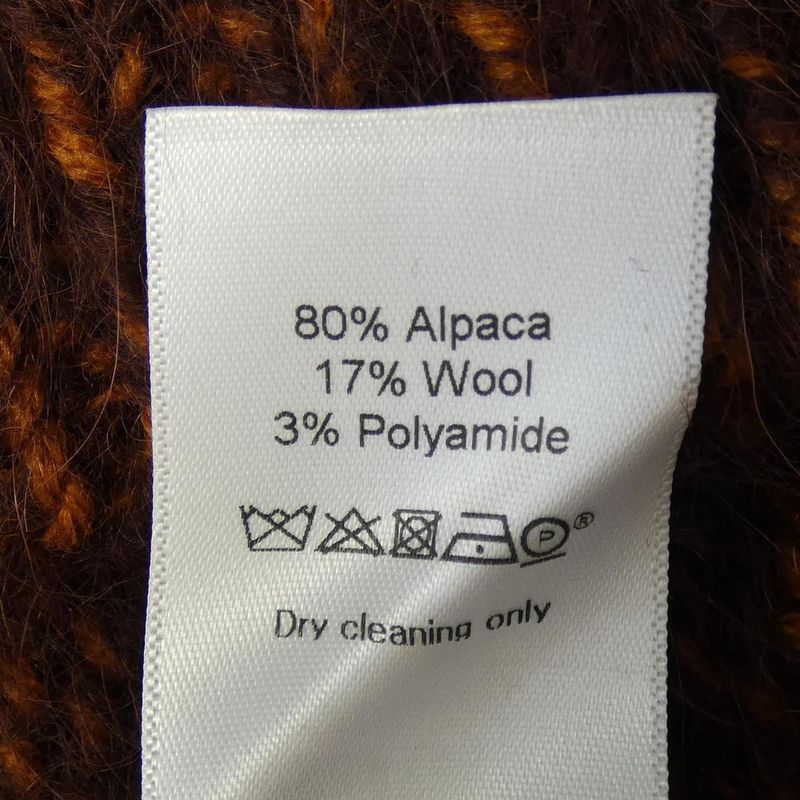 80% Alpaca
17% Wool
3% Polyamide
P ®
Dry cleaning only